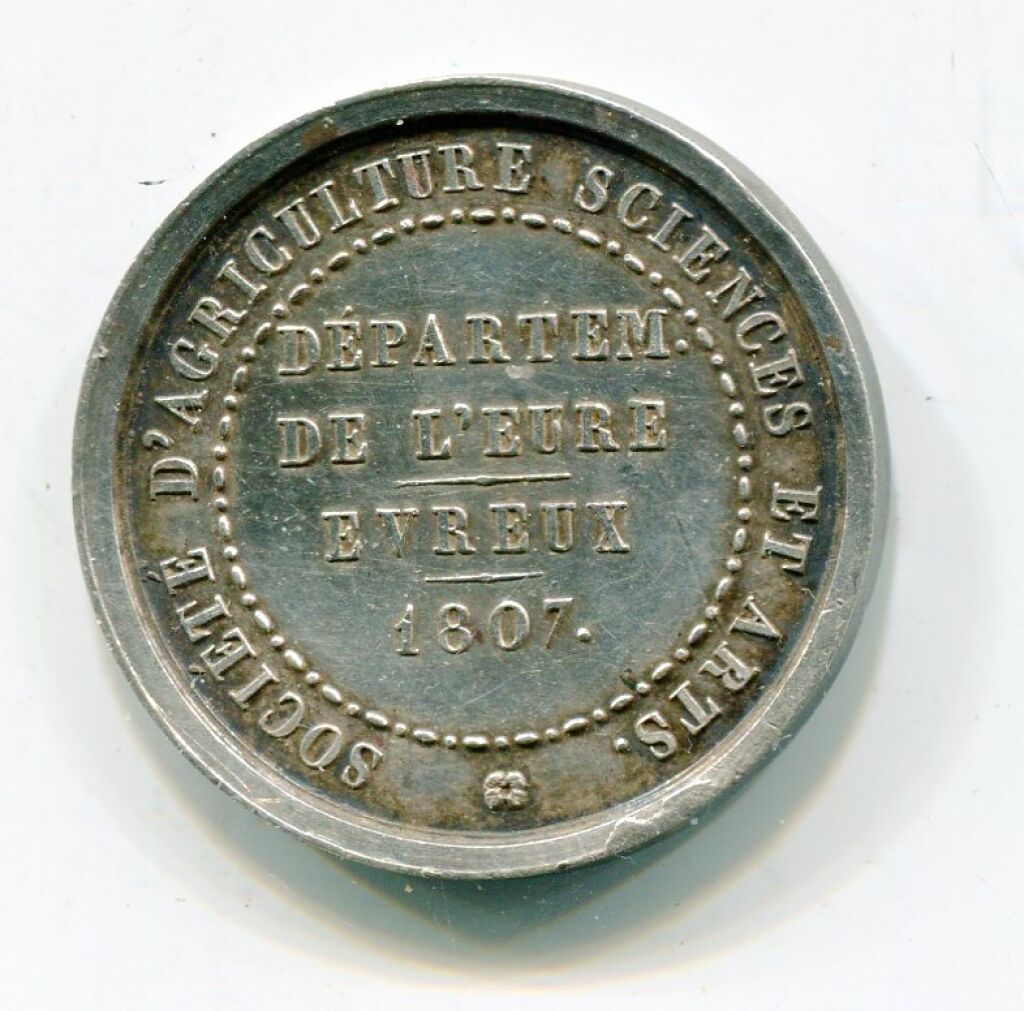 SOCIÉTÉ D'AGRICULTURE SCIENCES ET ARTS.
DÉPARTEM.
DE L'EURE
EVREUX
1807.